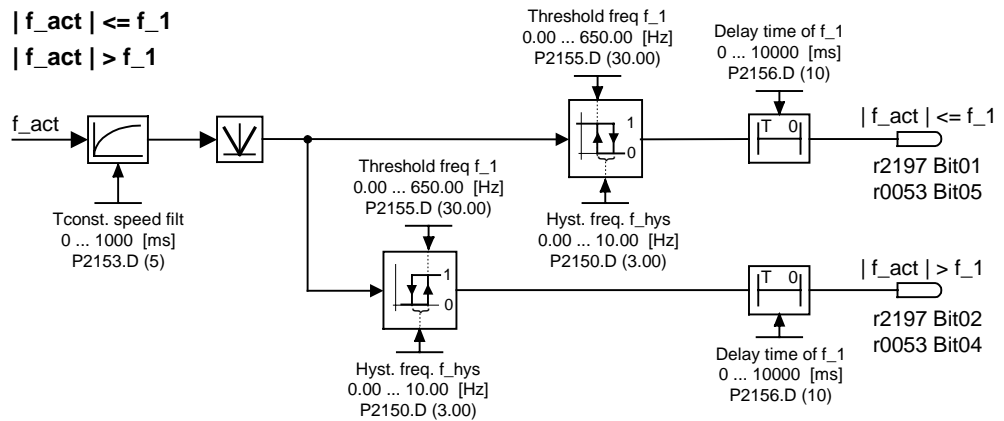 | f_act | <= f_1
| f_act | > f_1
Threshold freq f_1
0.00 ... 650.00 [Hz]
P2155.D (30.00)
Delay time of f_1
0 ... 10000 [ms]
P2156.D (10)
f_act
1
0
T 0
| f_act | <= f_1
r2197 Bit01
r0053 Bit05
Tconst. speed filt
0 ... 1000 [ms]
P2153.D (5)
Threshold freq f_1
0.00 ... 650.00 [Hz]
P2155.D (30.00)
Hyst. freq. f_hys
0.00 ... 10.00 [Hz]
P2150.D (3.00)
1
0
T 0
| f_act | > f_1
r2197 Bit02
r0053 Bit04
Hyst. freq. f_hys
0.00 ... 10.00 [Hz]
P2150.D (3.00)
Delay time of f_1
0 ... 10000 [ms]
P2156.D (10)